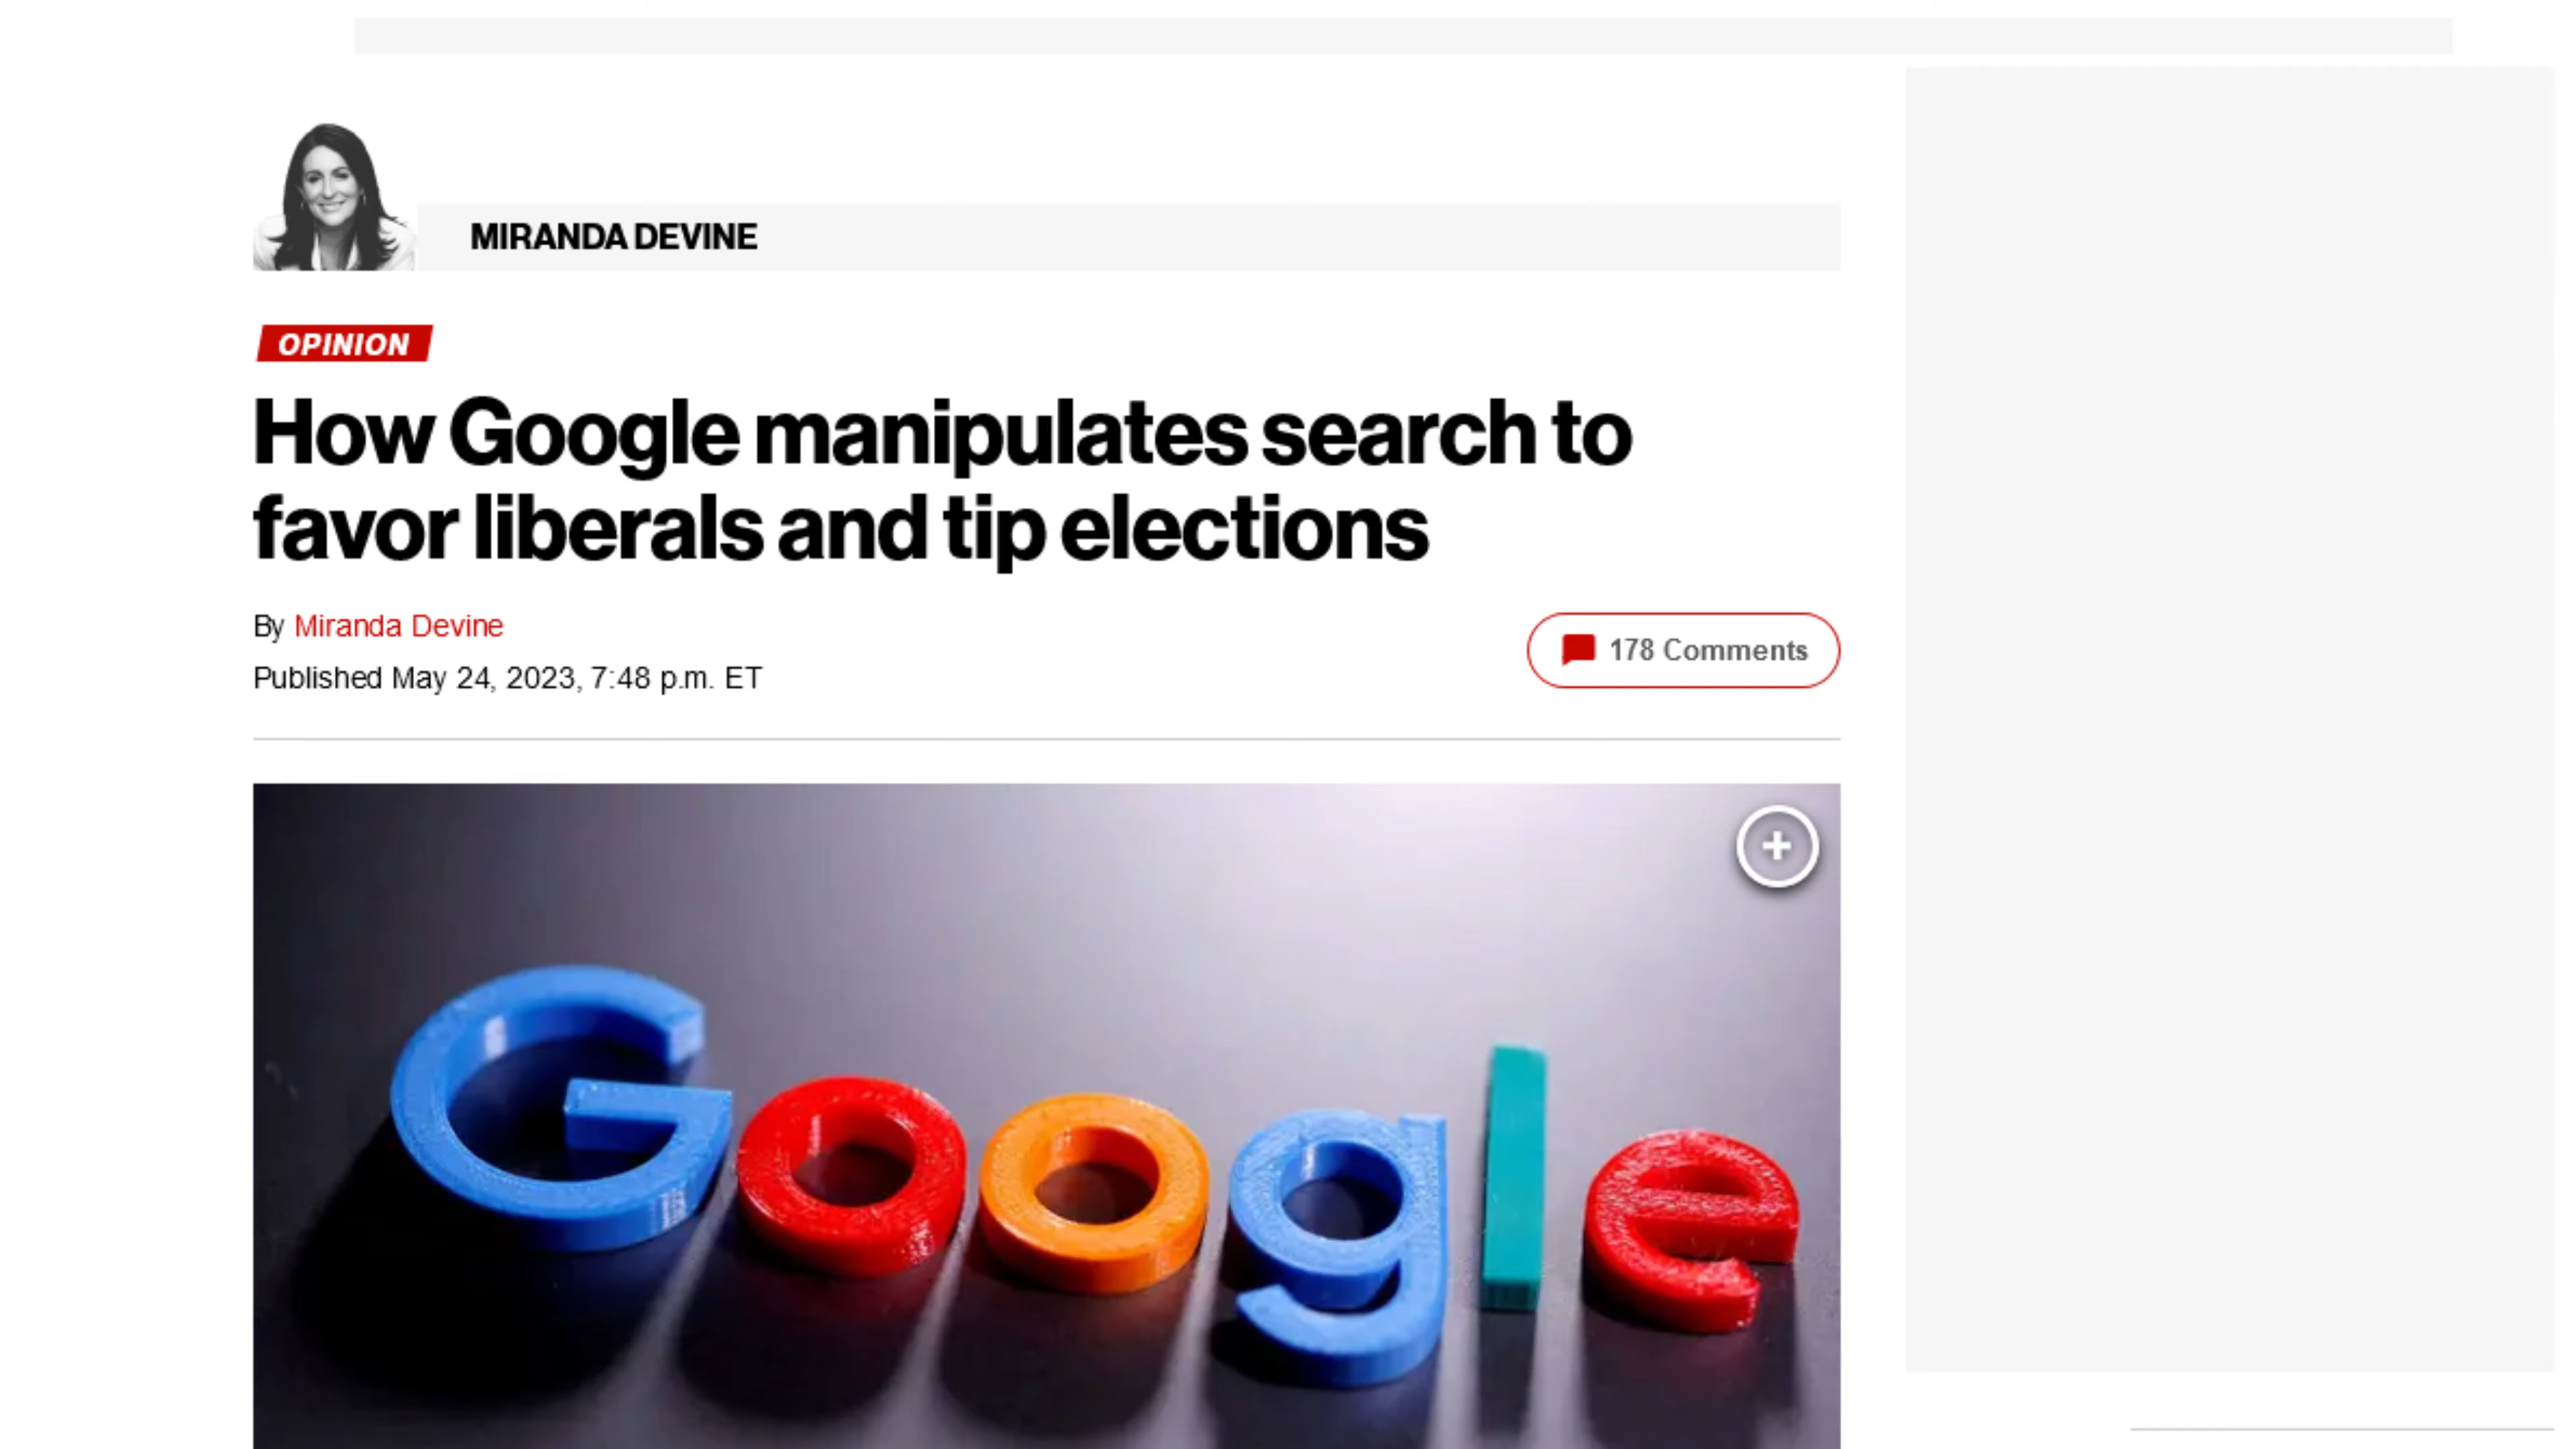 MIRANDA DEVINE
OPINION
How Google manipulates search to
favor liberals and tip elections
By Miranda Devine
178 Comments
Published May 24, 2023, 7:48 p.m. ET
Google